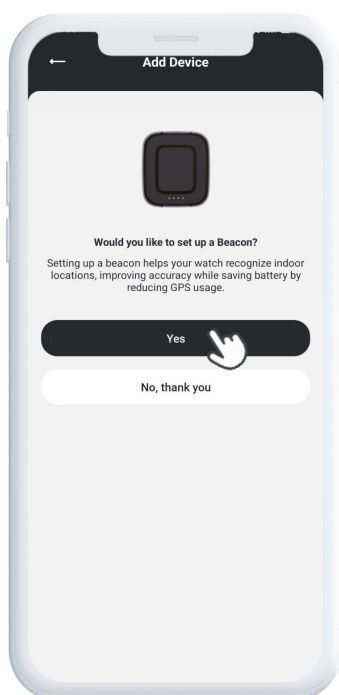 Add Device
Would you like to set up a Beacon?
Setting up a beacon helps your watch recognize indoor
locations, improving accuracy while saving battery by
reducing GPS usage.
Yes
No, thank you